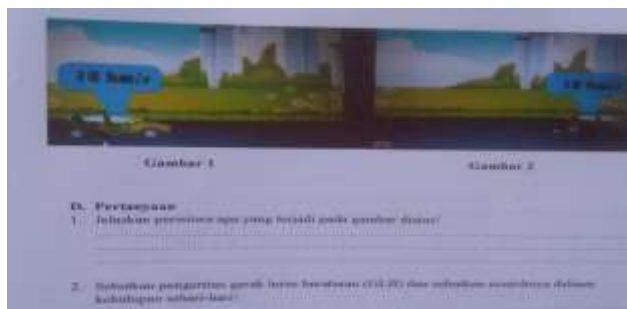 Gambar 1
Gambar 2
D. Pertanyaan
1. Jelaskan peristiwa apa yang terjadi pada gambar diatas!
2. Sebutkan pengertian gerak lurus beraturan (GLB) dan sebutkan contohnya dalam
kehidupan sehari-hari!